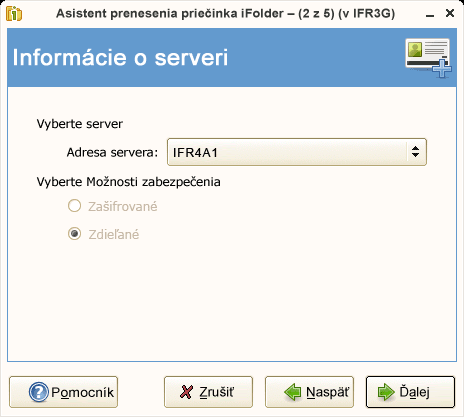 Asistent prenesenia priečinka iFolder – (2 z 5) (v IFR3G)
Informácie o serveri
Vyberte server
Adresa servera: IFR4A1
Vyberte Možnosti zabezpečenia
Zašifrované
Zdieľané
Pomocník Zrušiť Naspäť Ďalej